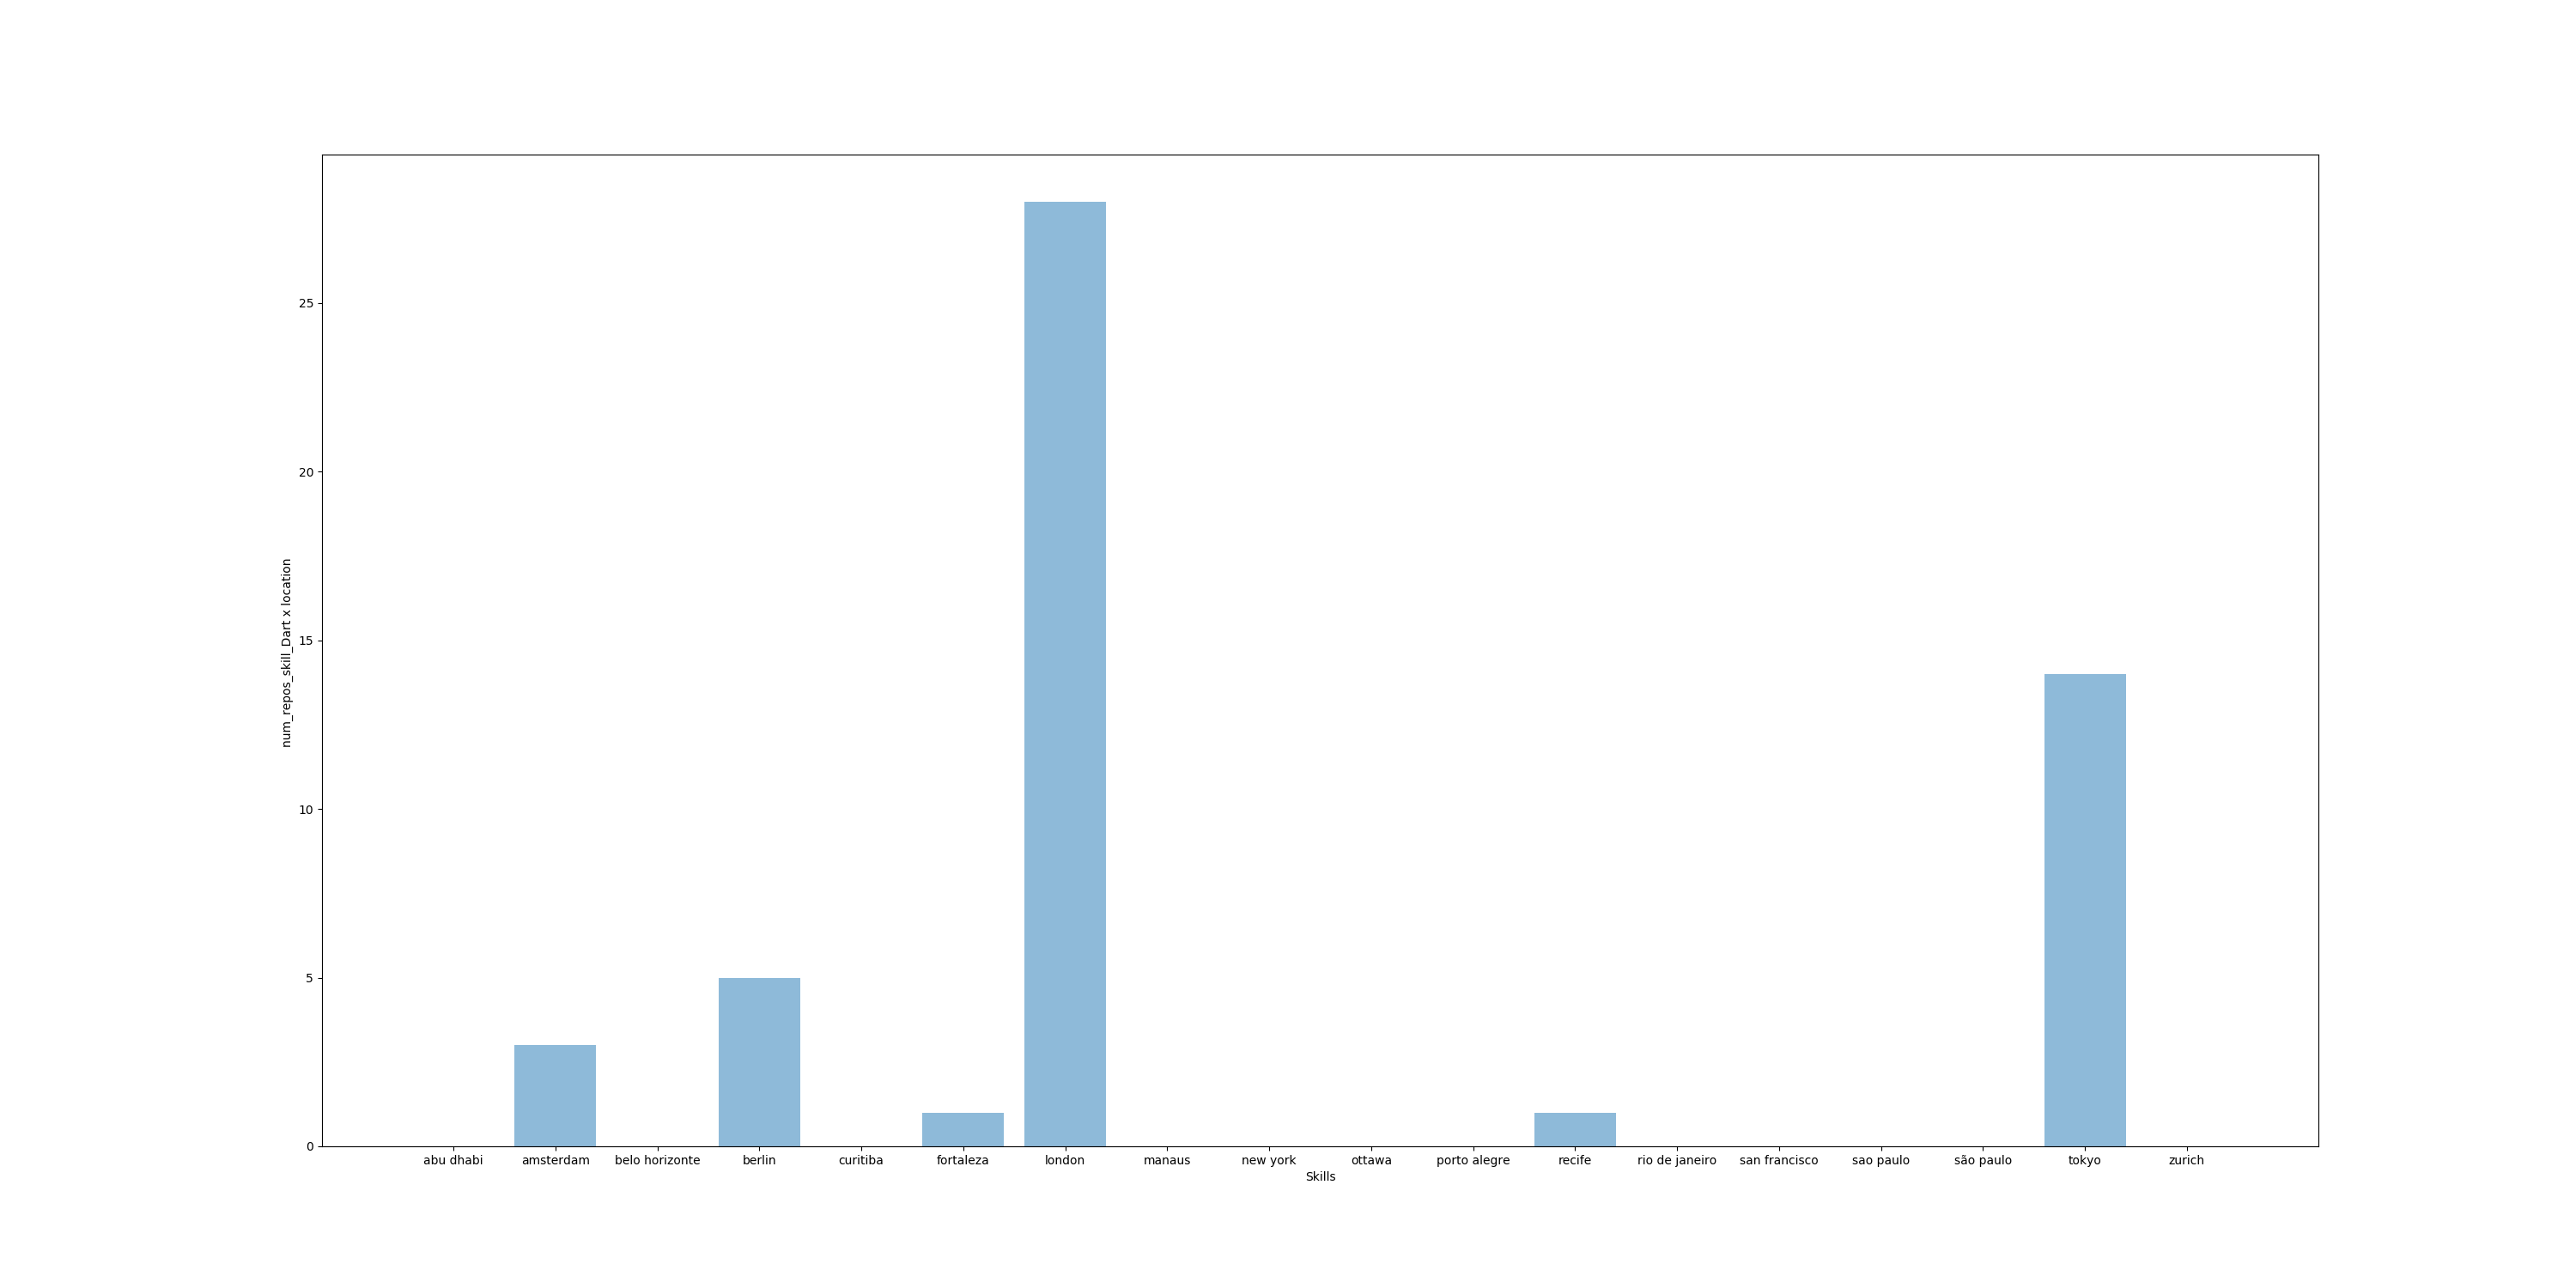 25
20
15
10
5
0
num_repos_skill_Dart x location
abu dhabi amsterdam belo horizonte berlin curitiba fortaleza london manaus new york ottawa porto alegre recife rio de janeiro san francisco sao paulo são paulo tokyo zurich
Skills